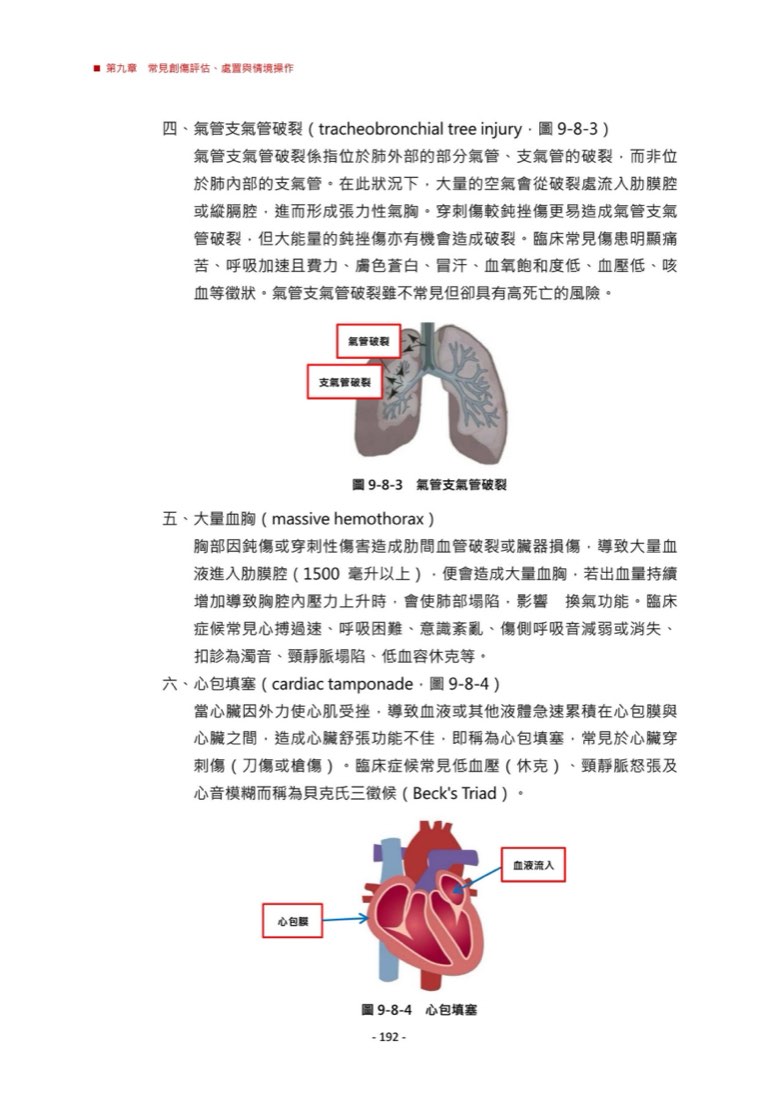 ■ 第九章 常見創傷評估、處置與情境操作
四、氣管支氣管破裂(tracheobronchial tree injury,圖 9-8-3)
氣管支氣管破裂係指位於肺外部的部分氣管、支氣管的破裂,而非位
於肺內部的支氣管。在此狀況下,大量的空氣會從破裂處流入肋膜腔
或縱膈腔,進而形成張力性氣胸。穿刺傷較鈍挫傷更易造成氣管支氣
管破裂,但大能量的鈍挫傷亦有機會造成破裂。臨床常見傷患明顯痛
苦、呼吸加速且費力、膚色蒼白、冒汗、血氧飽和度低、血壓低、咳
血等徵狀。氣管支氣管破裂雖不常見但卻具有高死亡的風險。
氣管破裂
支氣管破裂
圖 9-8-3 氣管支氣管破裂
五、大量血胸(massive hemothorax)
胸部因鈍傷或穿刺性傷害造成肋間血管破裂或臟器損傷,導致大量血
液進入肋膜腔(1500 毫升以上),便會造成大量血胸,若出血量持續
增加導致胸腔內壓力上升時,會使肺部塌陷,影響 換氣功能。臨床
症候常見心搏過速、呼吸困難、意識紊亂、傷側呼吸音減弱或消失、
扣診為濁音、頸靜脈塌陷、低血容休克等。
六、心包填塞(cardiac tamponade,圖 9-8-4)
當心臟因外力使心肌受挫,導致血液或其他液體急速累積在心包膜與
心臟之間,造成心臟舒張功能不佳,即稱為心包填塞,常見於心臟穿
刺傷(刀傷或槍傷)。臨床症候常見低血壓(休克)、頸靜脈怒張及
心音模糊而稱為貝克氏三徵候(Beck's Triad)。
血液流入
心包膜
圖 9-8-4 心包填塞
- 192 -